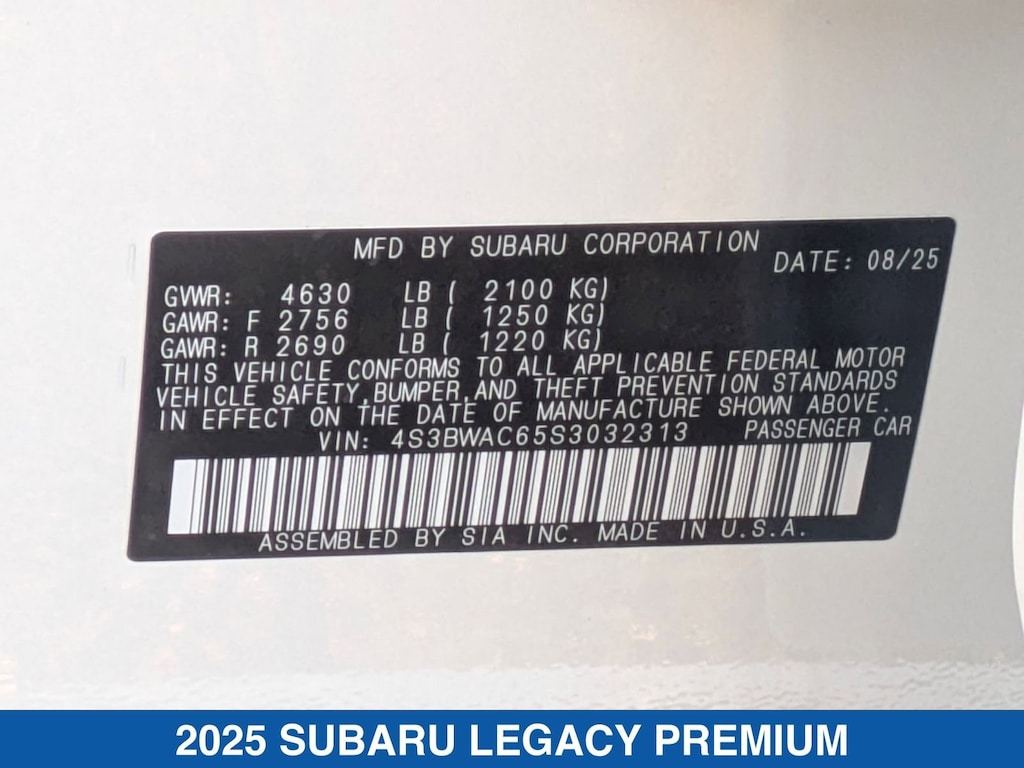 MFD BY SUBARU CORPORATION
DATE: 08/25
GVWR: 4630 LB ( 2100 KG)
GAWR: F 2756 LB ( 1250 KG)
GAWR: R 2690 LB ( 1220 KG)
THIS VEHICLE CONFORMS TO ALL APPLICABLE FEDERAL MOTOR
VEHICLE SAFETY,BUMPER,AND THEFT PREVENTION STANDARDS
IN EFFECT ON THE DATE OF MANUFACTURE SHOWN ABOVE.
VIN: 4S3BWAC65S3032313 PASSENGER CAR
ASSEMBLED BY SIA INC. MADE IN U.S.A.
2025 SUBARU LEGACY PREMIUM